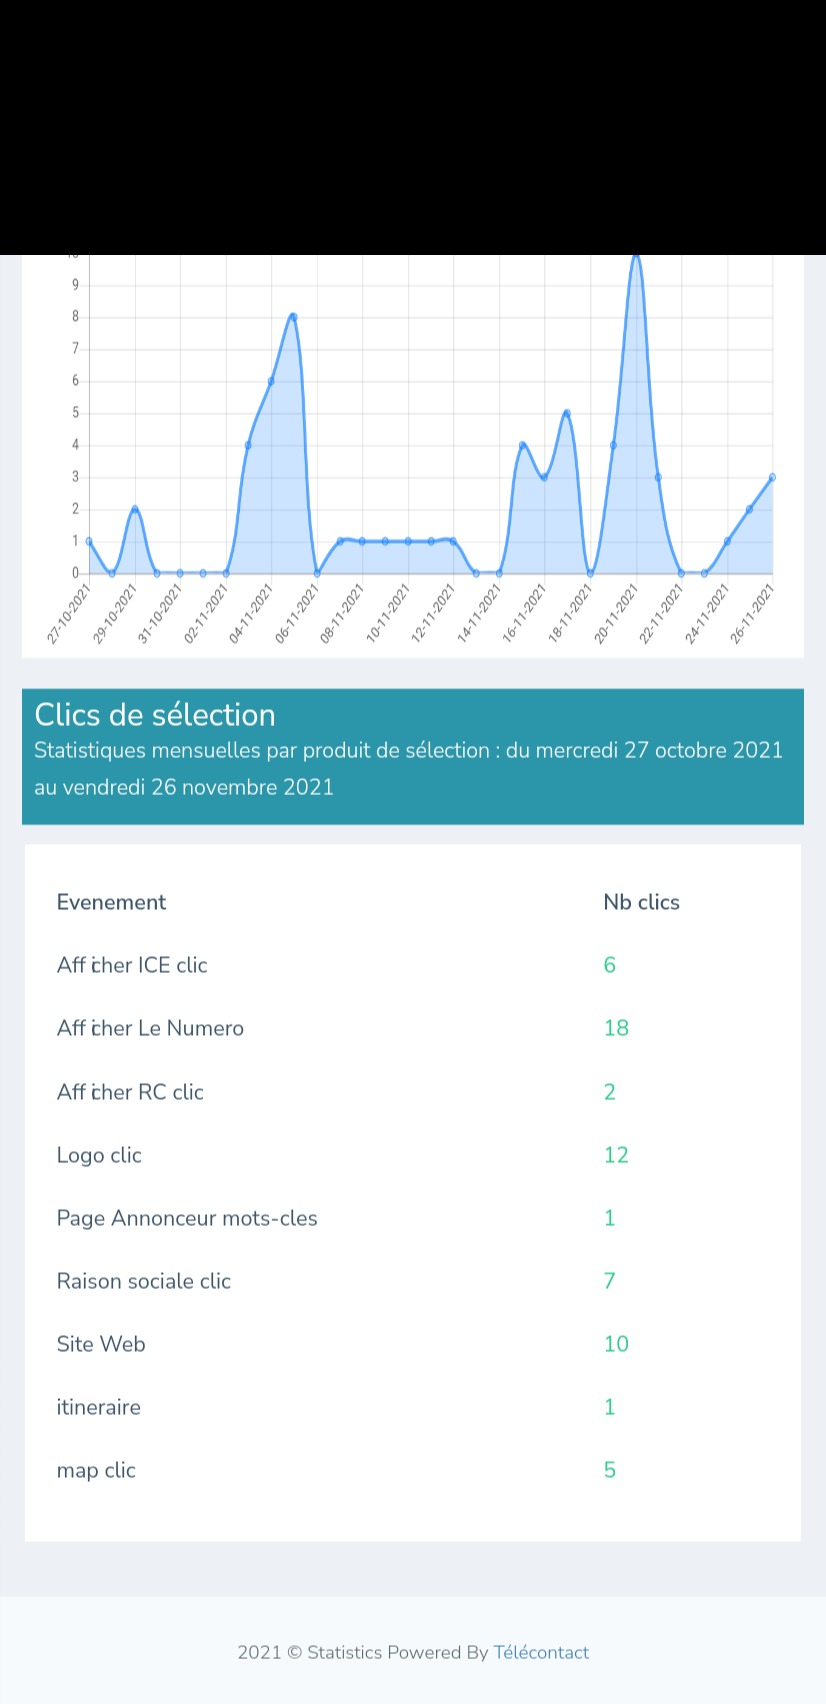 9
8
7
6
5
4
3
2
1
0
27-10-2021 29-10-2021 31-10-2021 02-11-2021 04-11-2021 06-11-2021 08-11-2021 10-11-2021 12-11-2021 14-11-2021 16-11-2021 18-11-2021 20-11-2021 22-11-2021 24-11-2021 26-11-2021
Clics de sélection
Statistiques mensuelles par produit de sélection : du mercredi 27 octobre 2021
au vendredi 26 novembre 2021
Evenement Nb clics
Afficher ICE clic 6
Afficher Le Numero 18
Afficher RC clic 2
Logo clic 12
Page Annonceur mots-cles 1
Raison sociale clic 7
Site Web 10
itineraire 1
map clic 5
2021 © Statistics Powered By Télécontact